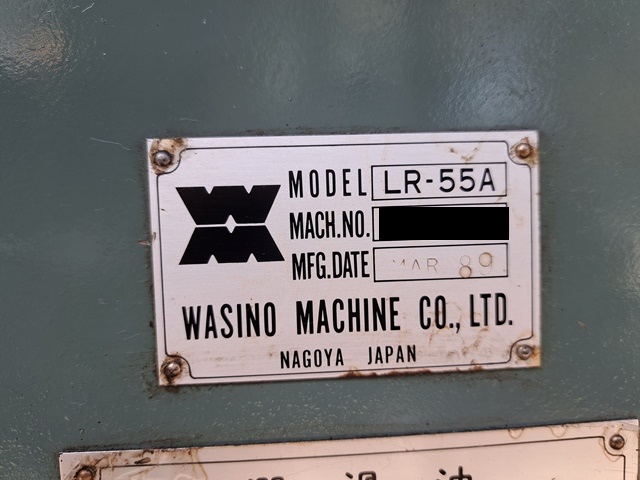 MODEL LR-55A
MACH.NO.
MFG.DATE MAR 89
WASINO MACHINE CO., LTD.
NAGOYA JAPAN